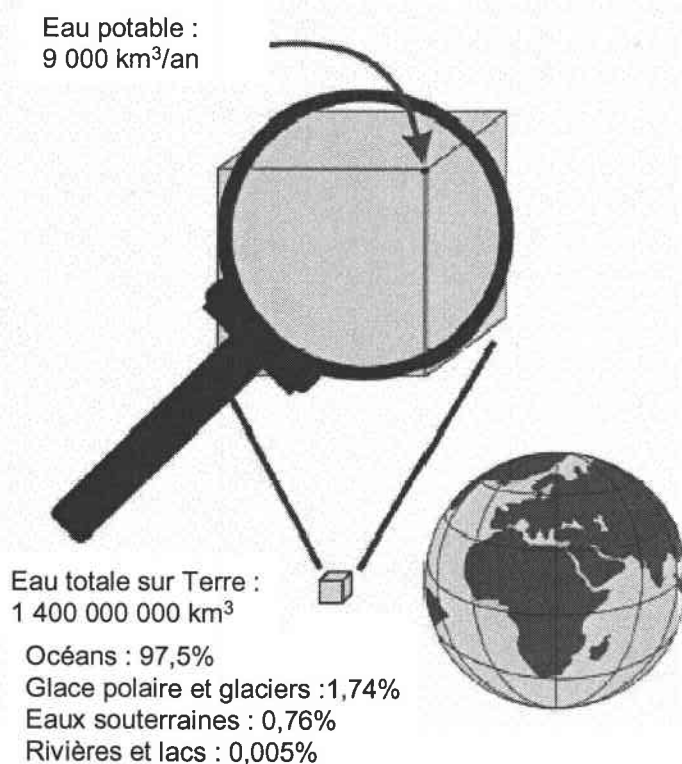 Eau potable :
9 000 km³/an
Eau totale sur Terre :
1 400 000 000 km³
Océans : 97,5%
Glace polaire et glaciers :1,74%
Eaux souterraines : 0,76%
Rivières et lacs : 0,005%